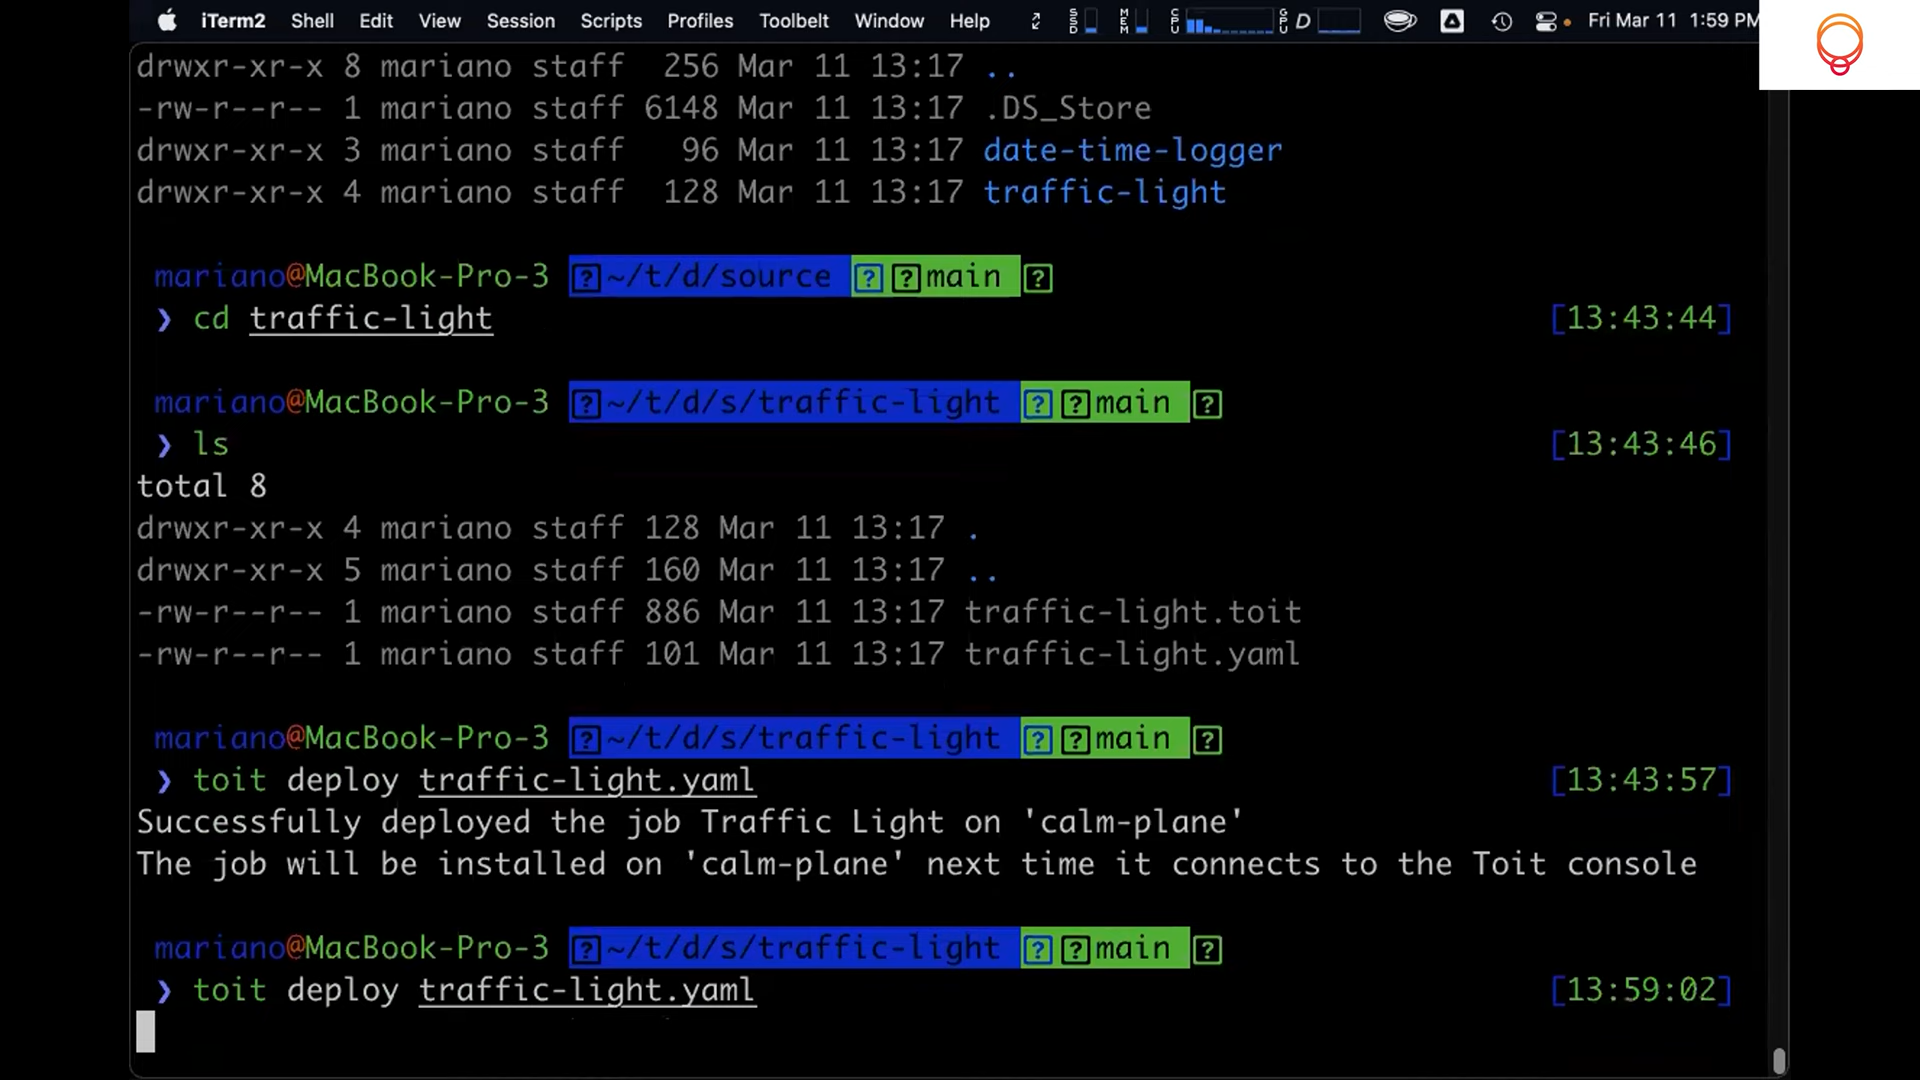 iTerm2 Shell Edit View Session Scripts Profiles Toolbelt Window Help SSD MEM CPU GPU D Fri Mar 11 1:59 PM
drwxr-xr-x 8 mariano staff 256 Mar 11 13:17 ..
-rw-r--r-- 1 mariano staff 6148 Mar 11 13:17 .DS_Store
drwxr-xr-x 3 mariano staff 96 Mar 11 13:17 date-time-logger
drwxr-xr-x 4 mariano staff 128 Mar 11 13:17 traffic-light
mariano@MacBook-Pro-3 ? ~/t/d/source ? ? main ?
❯ cd traffic-light [13:43:44]
mariano@MacBook-Pro-3 ? ~/t/d/s/traffic-light ? ? main ?
❯ ls [13:43:46]
total 8
drwxr-xr-x 4 mariano staff 128 Mar 11 13:17 .
drwxr-xr-x 5 mariano staff 160 Mar 11 13:17 ..
-rw-r--r-- 1 mariano staff 886 Mar 11 13:17 traffic-light.toit
-rw-r--r-- 1 mariano staff 101 Mar 11 13:17 traffic-light.yaml
mariano@MacBook-Pro-3 ? ~/t/d/s/traffic-light ? ? main ?
❯ toit deploy traffic-light.yaml [13:43:57]
Successfully deployed the job Traffic Light on 'calm-plane'
The job will be installed on 'calm-plane' next time it connects to the Toit console
mariano@MacBook-Pro-3 ? ~/t/d/s/traffic-light ? ? main ?
❯ toit deploy traffic-light.yaml [13:59:02]